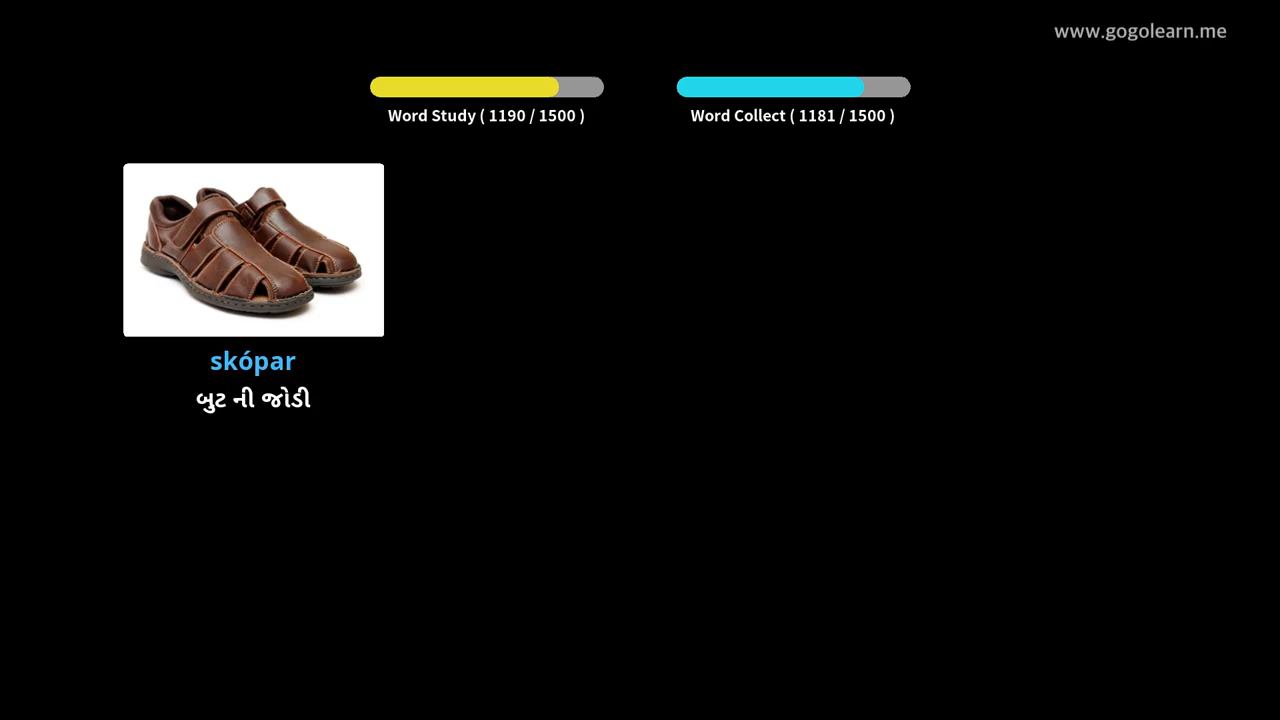 www.gogolearn.me
Word Study ( 1190 / 1500 )
Word Collect ( 1181 / 1500 )
skópar
બુટ ની જોડી